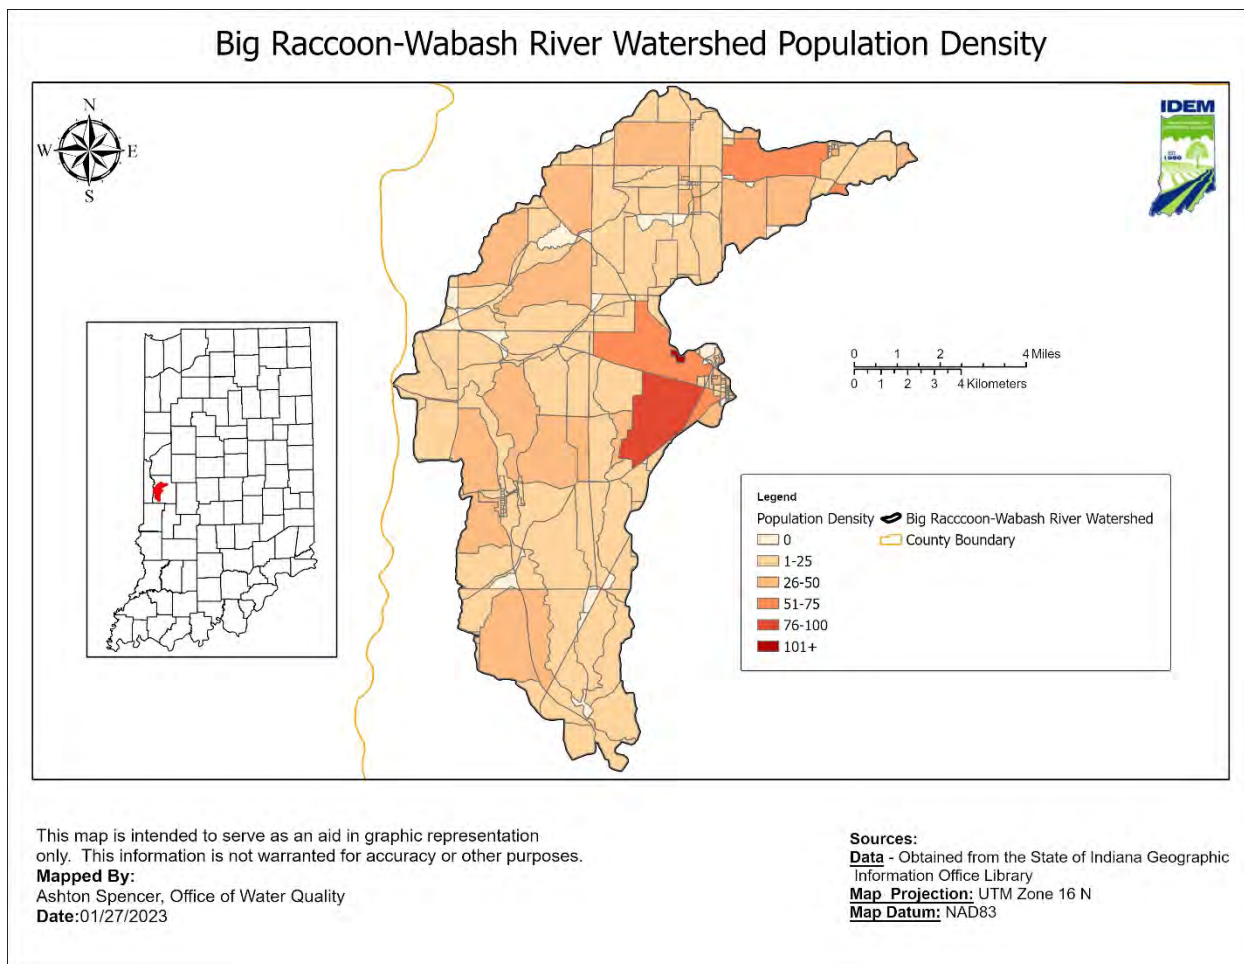 Big Raccoon-Wabash River Watershed Population Density
N
W
E
S
IDEM
1986
0 1 2 4 Miles
0 1 2 3 4 Kilometers
Legend
Population Density
0
1-25
26-50
51-75
76-100
101+
Big Racccoon-Wabash River Watershed
County Boundary
This map is intended to serve as an aid in graphic representation
only. This information is not warranted for accuracy or other purposes.
Mapped By:
Ashton Spencer, Office of Water Quality
Date:01/27/2023
Sources:
Data - Obtained from the State of Indiana Geographic
Information Office Library
Map Projection: UTM Zone 16 N
Map Datum: NAD83